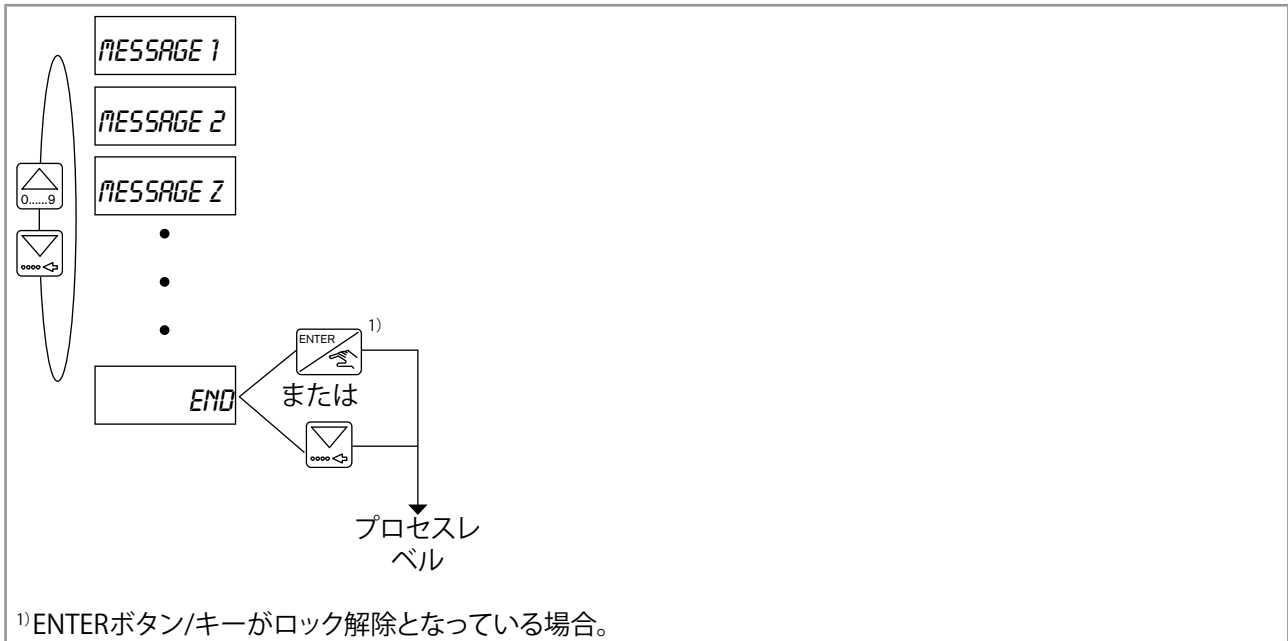 MESSAGE 1
MESSAGE 2
0......9
MESSAGE Z
ENTER
1)
END
または
プロセスレ
ベル
1)ENTERボタン/キーがロック解除となっている場合。